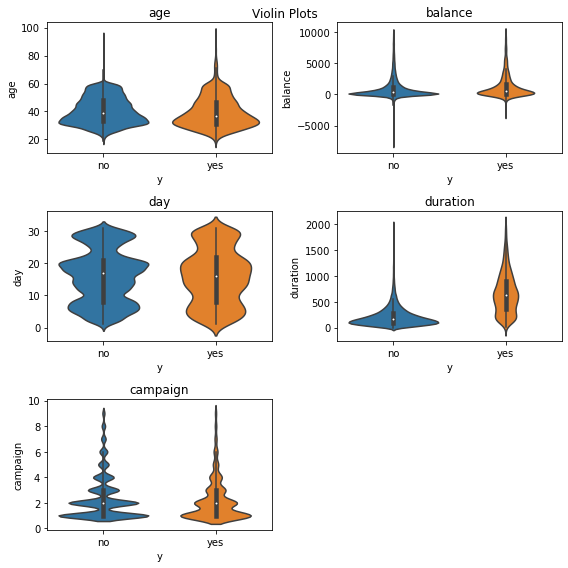 Violin Plots
age
100
80
60
40
20
age
no
yes
y
balance
10000
5000
0
−5000
balance
no
yes
y
day
30
20
10
0
day
no
yes
y
duration
2000
1500
1000
500
0
duration
no
yes
y
campaign
10
8
6
4
2
0
campaign
no
yes
y